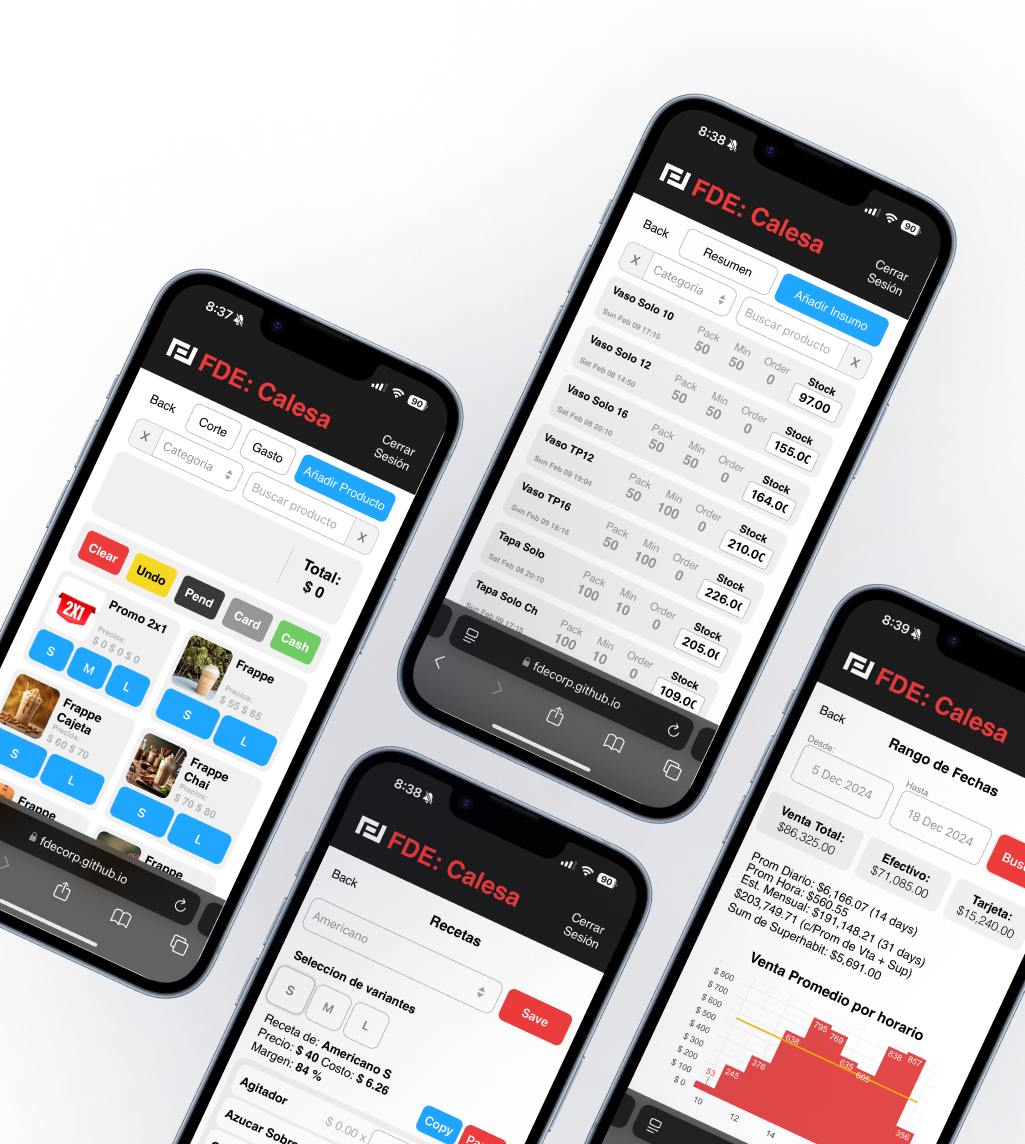 8:37
90
FDE: Calesa
Cerrar
Sesión
Back
Corte
Gasto
Añadir Producto
X
Categoría
Buscar producto
X
Total:
$ 0
Clear
Undo
Pend
Card
Cash
2X1
Promo 2x1
Precios:
$ 0 $ 0 $ 0
S
M
L
Frappe
Precios:
$ 55 $ 65
S
L
Frappe
Cajeta
Precios:
$ 60 $ 70
S
L
Frappe
Chai
Precios:
$ 70 $ 80
S
L
Frappe
Frappe
fdecorp.github.io
8:38
90
FDE: Calesa
Cerrar
Sesión
Back
Resumen
Añadir Insumo
X
Categoría
Buscar producto
X
Vaso Solo 10
Sun Feb 09 17:15
Pack
50
Min
50
Order
0
Stock
97.00
Vaso Solo 12
Sat Feb 08 14:50
Pack
50
Min
50
Order
0
Stock
155.0
Vaso Solo 16
Sat Feb 08 20:10
Pack
50
Min
50
Order
0
Stock
164.0
Vaso TP12
Sun Feb 09 19:04
Pack
50
Min
100
Order
0
Stock
210.0
Vaso TP16
Sun Feb 09 18:16
Pack
50
Min
100
Order
0
Stock
226.0
Tapa Solo
Sat Feb 08 20:10
Pack
100
Min
10
Order
0
Stock
205.0
Tapa Solo Ch
Sun Feb 09 17:15
Pack
100
Min
10
Order
0
Stock
109.0
fdecorp.github.io
8:38
90
FDE: Calesa
Cerrar
Sesión
Back
Recetas
Americano
Save
Seleccion de variantes
S
M
L
Receta de: Americano S
Precio: $ 40 Costo: $ 6.26
Margen: 84 %
Copy
Pa
Agitador
$ 0.00 x
Azucar Sobre
8:39
FDE: Calesa
Back
Rango de Fechas
Desde:
5 Dec 2024
Hasta
18 Dec 2024
Bus
Venta Total:
$86,325.00
Efectivo:
$71,085.00
Tarjeta:
$15,240.00
Prom Diario: $6,166.07 (14 days)
Prom Hora: $560.55
Est. Mensual: $191,148.21 (31 days)
$203,749.71 (c/Prom de Vta + Sup)
Sum de Superhabit: $5,691.00
Venta Promedio por horario
$ 800
$ 700
$ 600
$ 500
$ 400
$ 300
$ 200
$ 100
$ 0
53
245
376
638
795
769
635
605
838
857
356
10
12
14